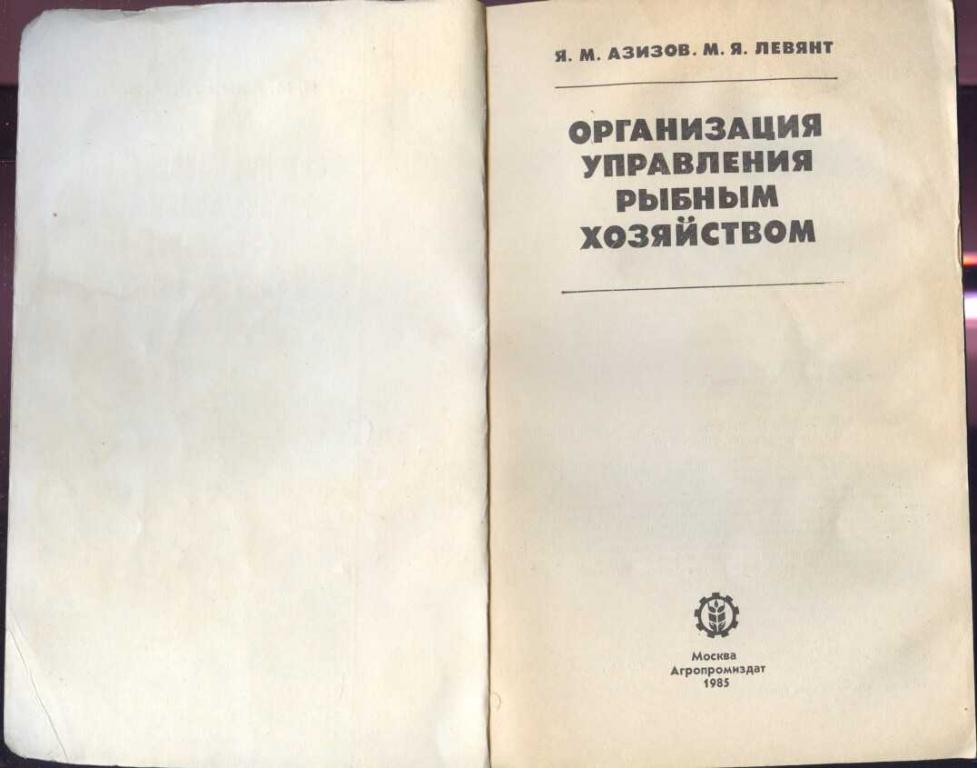 Я. М. АЗИЗОВ. М. Я. ЛЕВЯНТ
ОРГАНИЗАЦИЯ
УПРАВЛЕНИЯ
РЫБНЫМ
ХОЗЯЙСТВОМ
Москва
Агропромиздат
1985